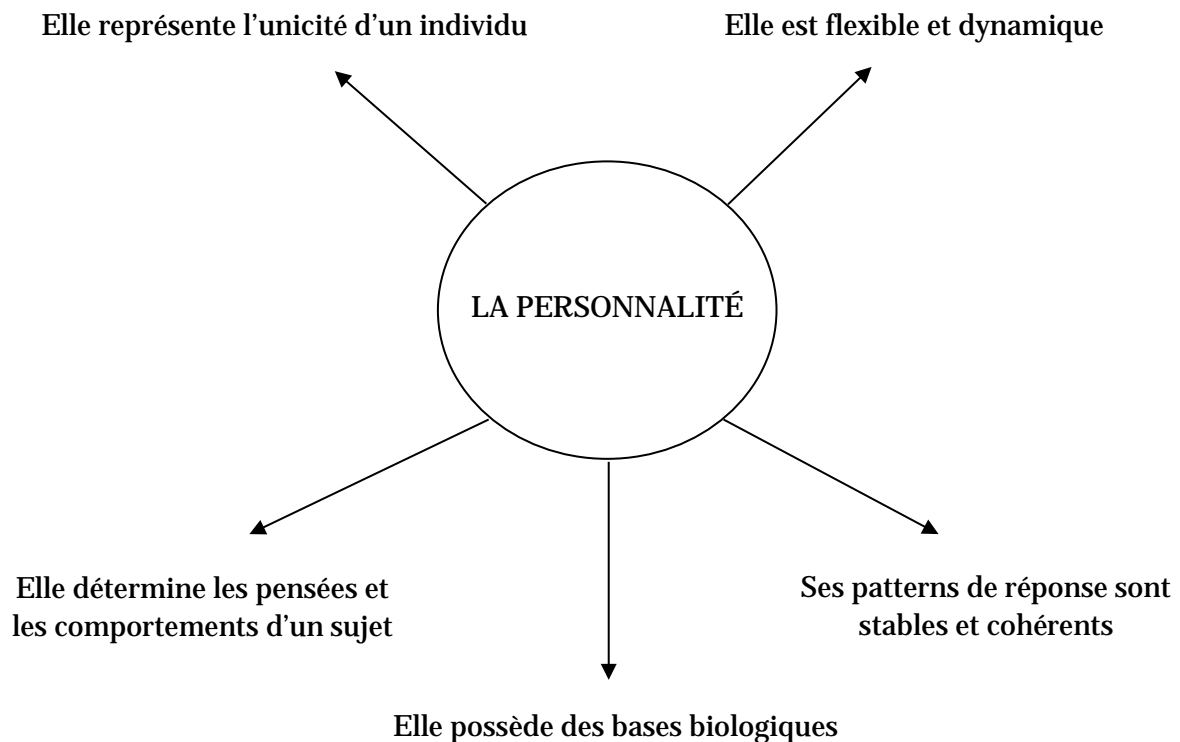 Elle représente l’unicité d’un individu
Elle est flexible et dynamique
LA PERSONNALITÉ
Elle détermine les pensées et
les comportements d’un sujet
Ses patterns de réponse sont
stables et cohérents
Elle possède des bases biologiques